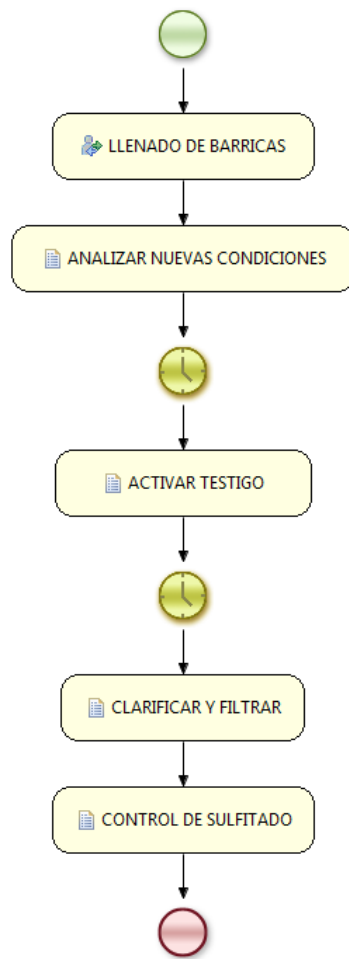 LLENADO DE BARRICAS
ANALIZAR NUEVAS CONDICIONES
ACTIVAR TESTIGO
CLARIFICAR Y FILTRAR
CONTROL DE SULFITADO